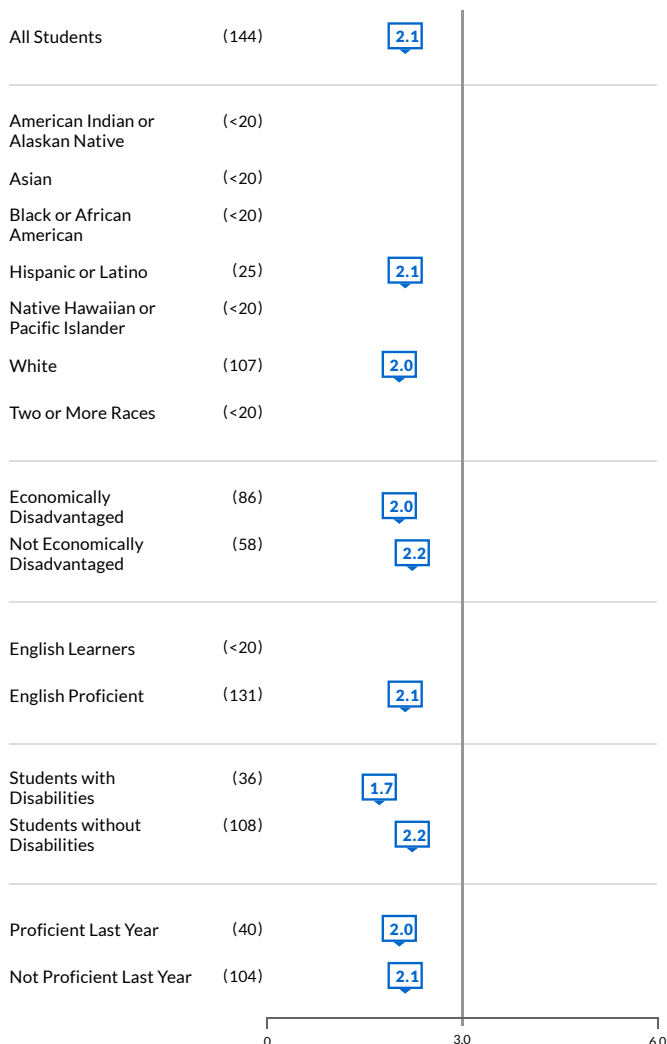 All Students (144) 2.1
American Indian or (<20)
Alaskan Native
Asian (<20)
Black or African (<20)
American
Hispanic or Latino (25) 2.1
Native Hawaiian or (<20)
Pacific Islander
White (107) 2.0
Two or More Races (<20)
Economically (86) 2.0
Disadvantaged
Not Economically (58) 2.2
Disadvantaged
English Learners (<20)
English Proficient (131) 2.1
Students with (36) 1.7
Disabilities
Students without (108) 2.2
Disabilities
Proficient Last Year (40) 2.0
Not Proficient Last Year (104) 2.1
0 3.0 6.0